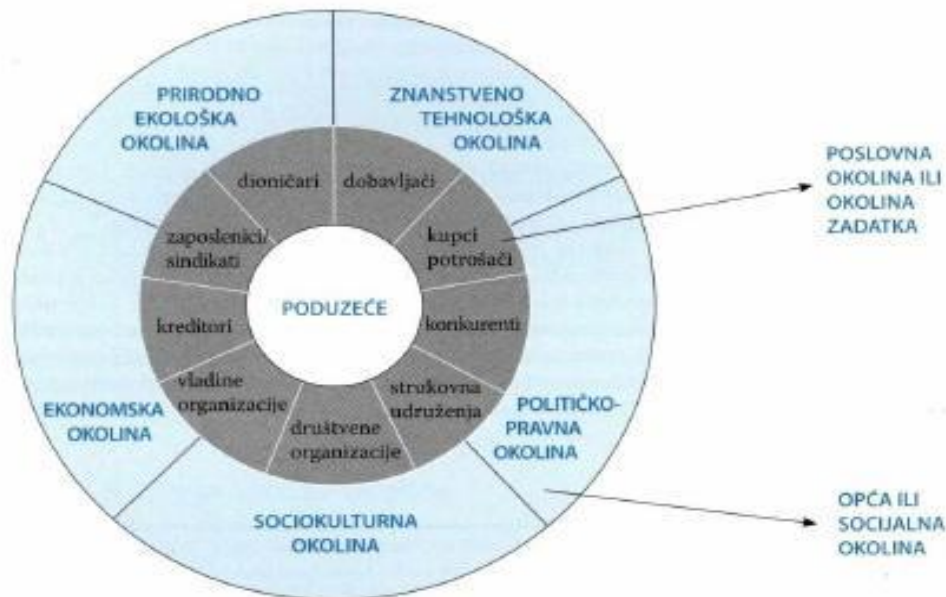 PRIRODNO
EKOLOŠKA
OKOLINA
ZNANSTVENO
TEHNOLOŠKA
OKOLINA
dioničari
dobavljači
POSLOVNA
OKOLINA ILI
OKOLINA
ZADATKA
zaposlenici/
sindikati
kupci
potrošači
PODUZEĆE
kreditori
konkurenti
vladine
organizacije
strukovna
udruženja
društvene
organizacije
EKONOMSKA
OKOLINA
POLITIČKO-
PRAVNA
OKOLINA
SOCIOKULTURNA
OKOLINA
OPĆA ILI
SOCIJALNA
OKOLINA